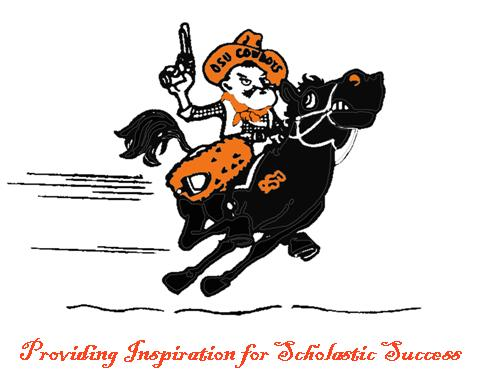 OSU COWBOYS
Providing Inspiration for Scholastic Success